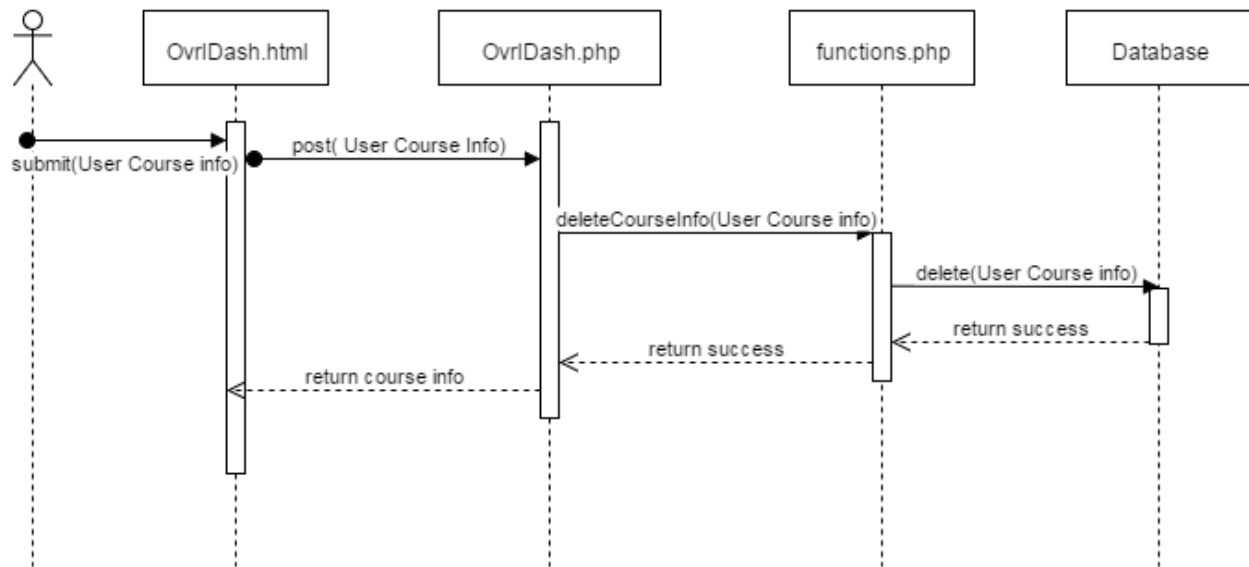 OvrlDash.html
OvrlDash.php
functions.php
Database
submit(User Course info)
post( User Course Info)
deleteCourseInfo(User Course info)
delete(User Course info)
return success
return success
return course info